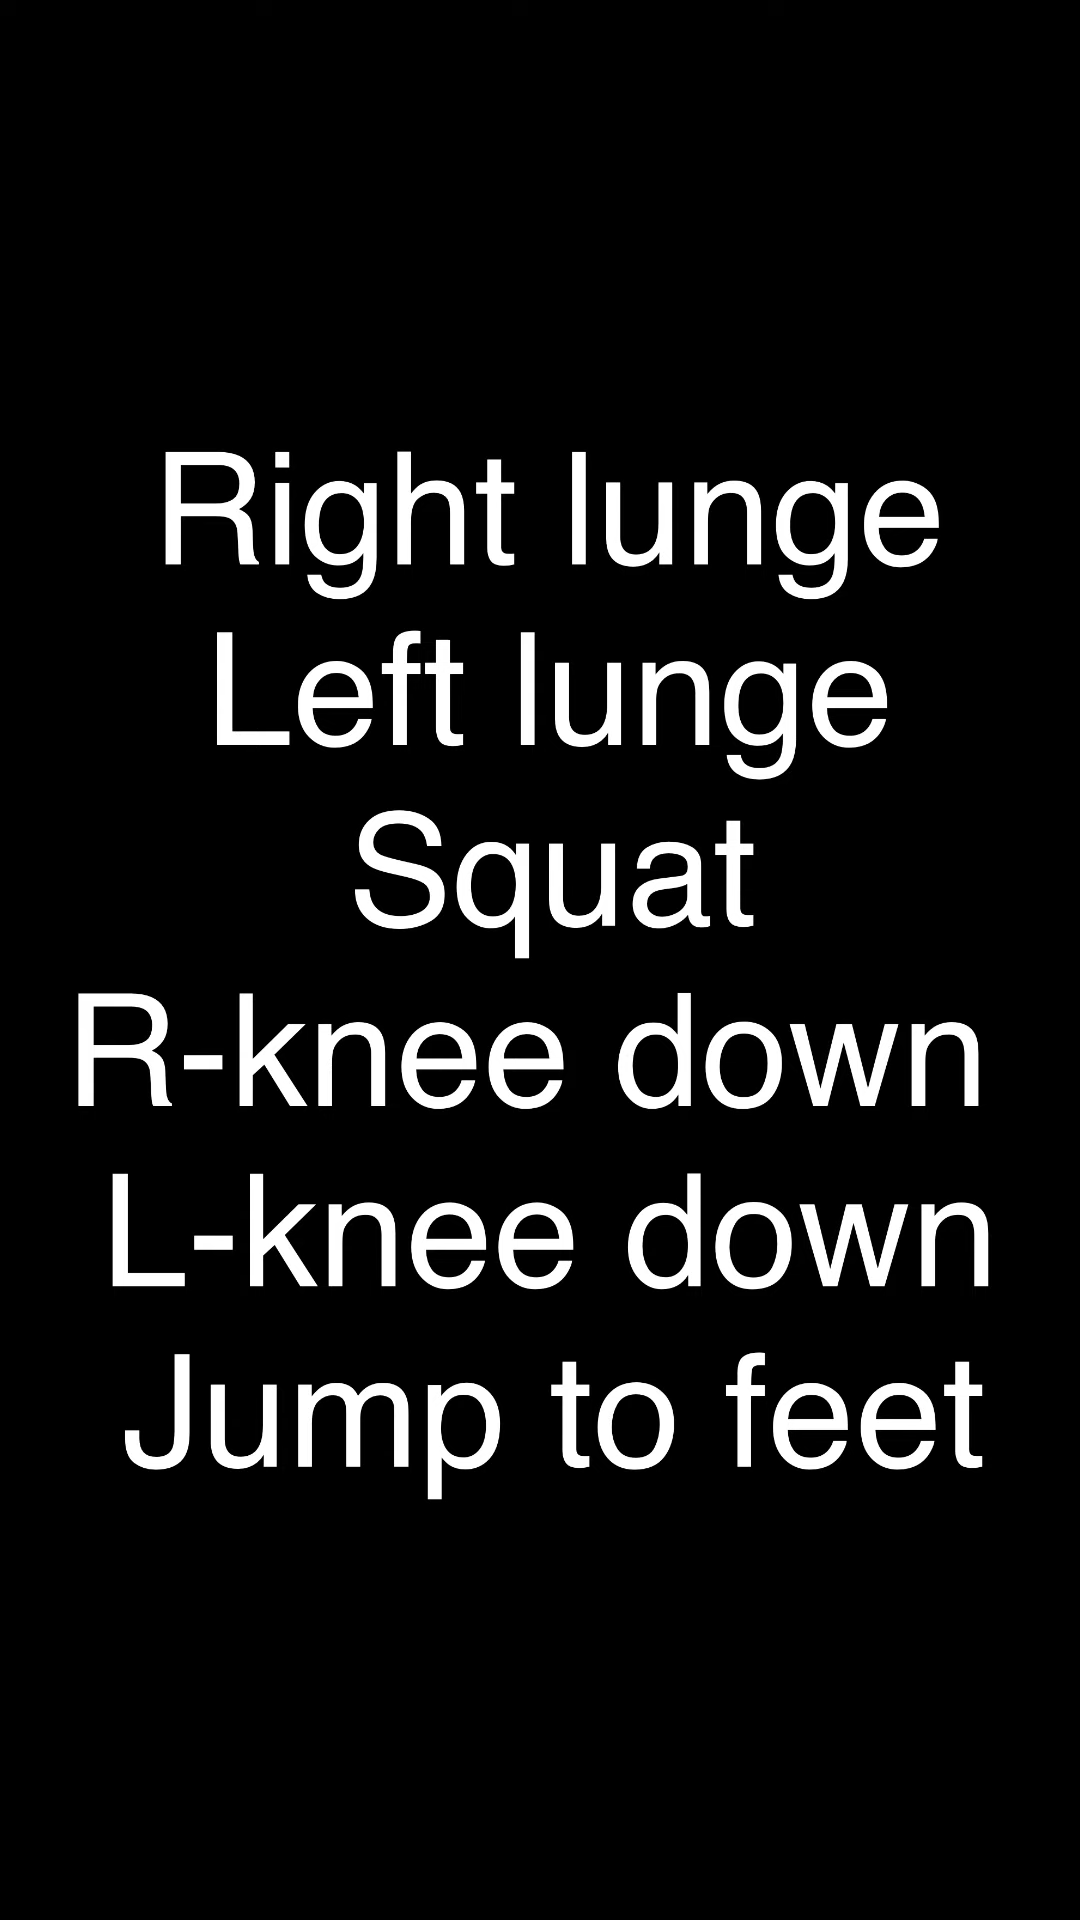 Right lunge
Left lunge
Squat
R-knee down
L-knee down
Jump to feet